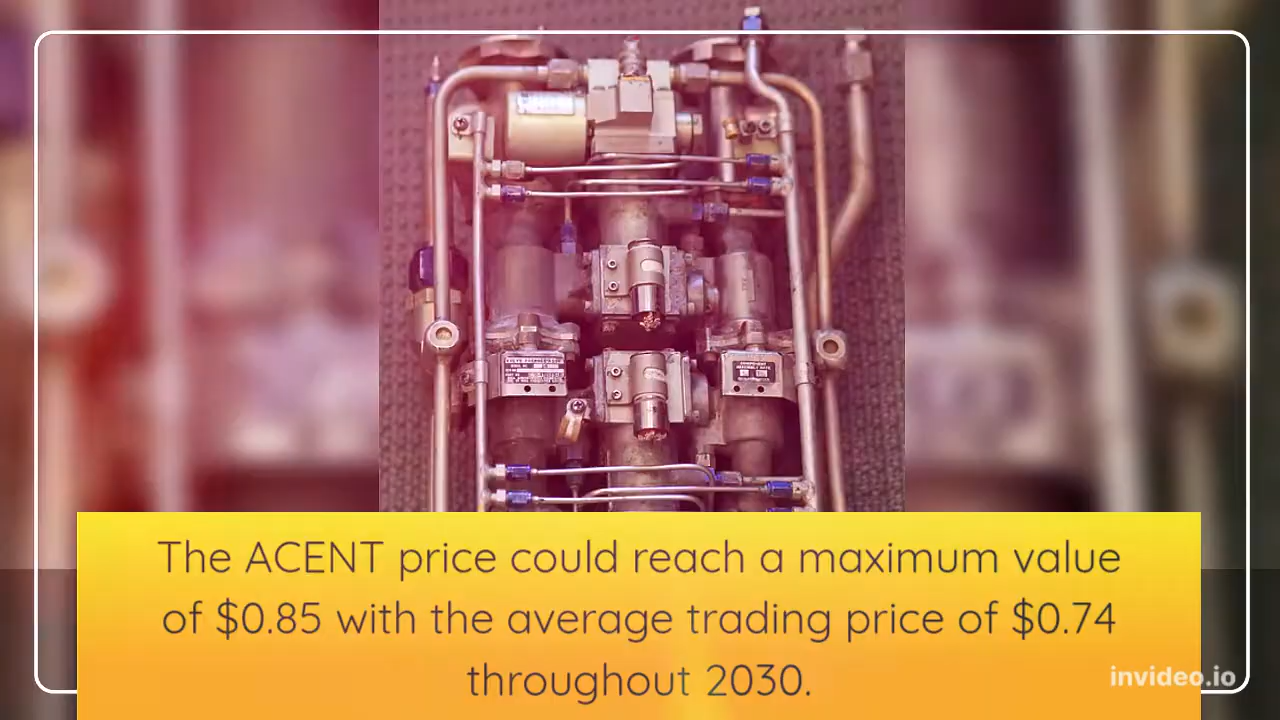 The ACENT price could reach a maximum value
of $0.85 with the average trading price of $0.74
throughout 2030.
invideo.io